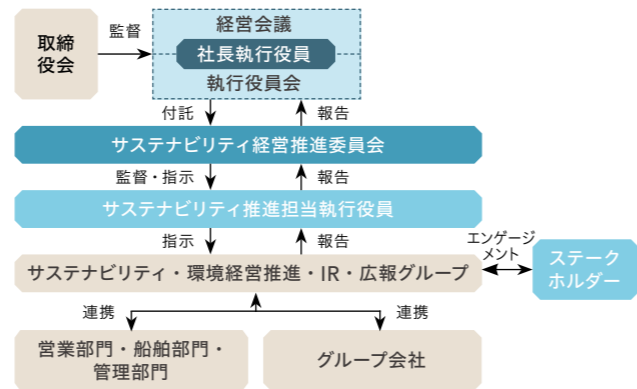 取締
役会
監督
経営会議
社長執行役員
執行役員会
付託
報告
サステナビリティ経営推進委員会
監督・指示
報告
サステナビリティ推進担当執行役員
指示
報告
サステナビリティ・環境経営推進・IR・広報グループ
エンゲージ
メント
ステーク
ホルダー
連携
連携
営業部門・船舶部門・
管理部門
グループ会社